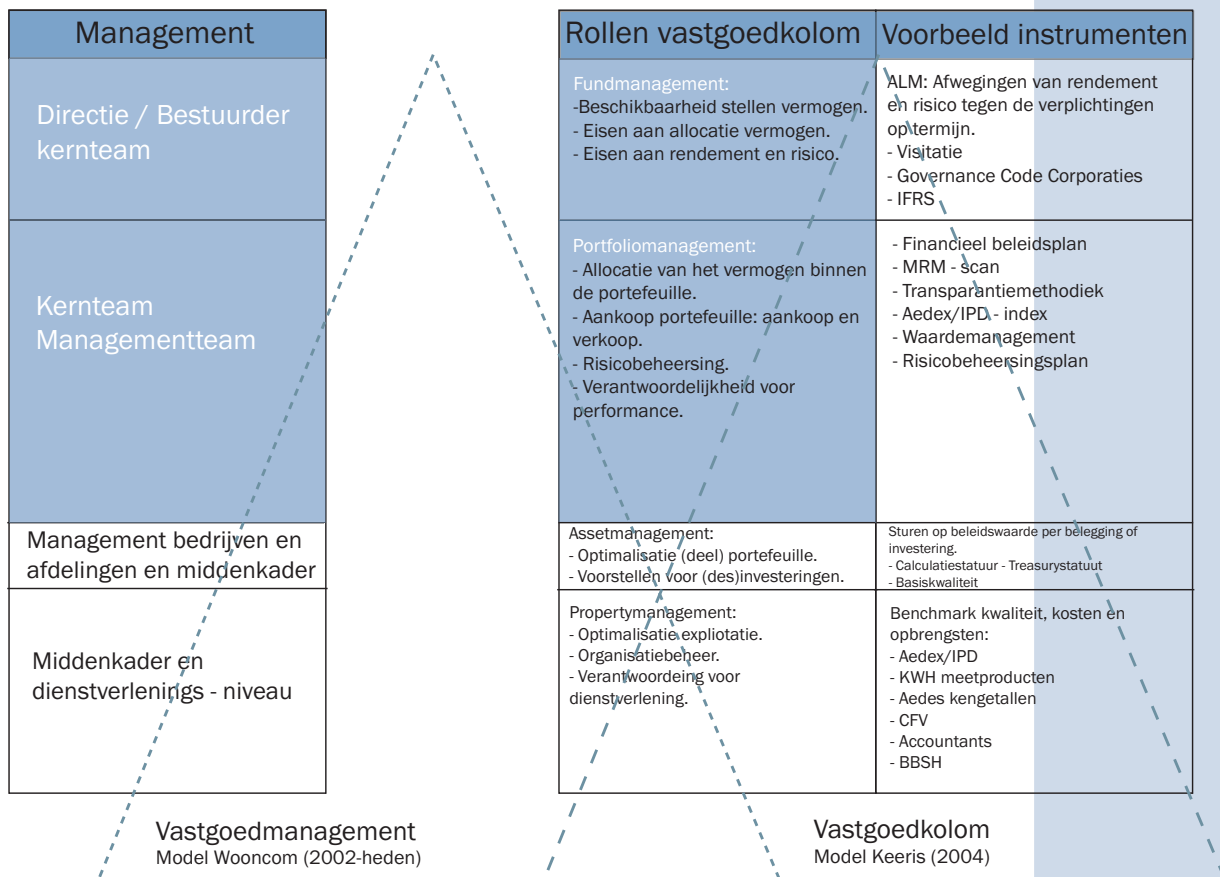 Management
Directie / Bestuurder
kernteam
Kernteam
Managementteam
Management bedrijven en
afdelingen en middenkader
Middenkader en
dienstverlenings - niveau
Vastgoedmanagement
Model Wooncom (2002-heden)
Rollen vastgoedkolom
Voorbeeld instrumenten
Fundmanagement:
-Beschikbaarheid stellen vermogen.
- Eisen aan allocatie vermogen.
- Eisen aan rendement en risico.
ALM: Afwegingen van rendement
en risico tegen de verplichtingen
op termijn.
- Visitatie
- Governance Code Corporaties
- IFRS
Portfoliomanagement:
- Allocatie van het vermogen binnen
de portefeuille.
- Aankoop portefeuille: aankoop en
verkoop.
- Risicobeheersing.
- Verantwoordelijkheid voor
performance.
- Financieel beleidsplan
- MRM - scan
- Transparantiemethodiek
- Aedex/IPD - index
- Waardemanagement
- Risicobeheersingsplan
Assetmanagement:
- Optimalisatie (deel) portefeuille.
- Voorstellen voor (des)investeringen.
Sturen op beleidswaarde per belegging of
investering.
- Calculatiestatuur - Treasurystatuut
- Basiskwaliteit
Propertymanagement:
- Optimalisatie expliotatie.
- Organisatiebeheer.
- Verantwoordeing voor
dienstverlening.
Benchmark kwaliteit, kosten en
opbrengsten:
- Aedex/IPD
- KWH meetproducten
- Aedes kengetallen
- CFV
- Accountants
- BBSH
Vastgoedkolom
Model Keeris (2004)